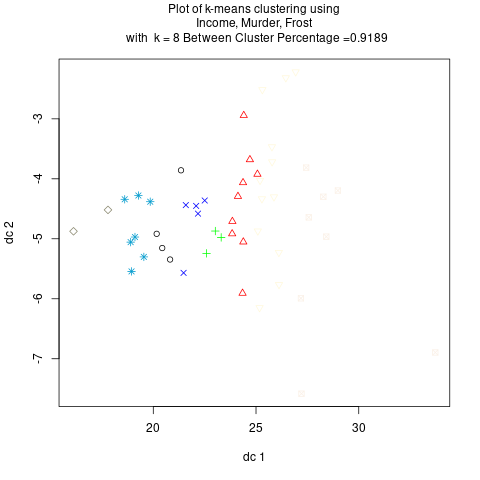 Plot of k-means clustering using
Income, Murder, Frost
with k = 8 Between Cluster Percentage =0.9189
-3
-4
-5
-6
-7
dc 2
20
25
30
dc 1